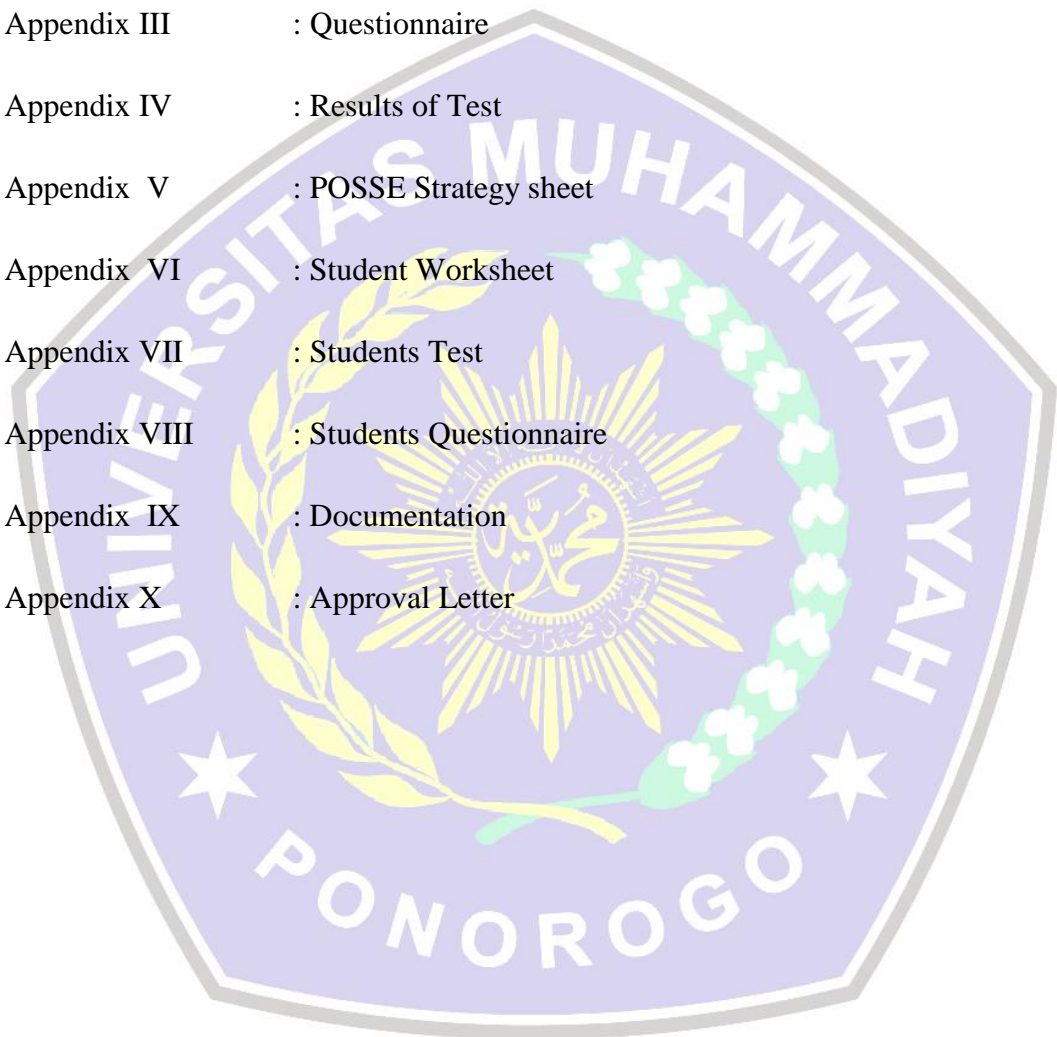 Appendix III : Questionnaire
Appendix IV : Results of Test
Appendix V : POSSE Strategy sheet
Appendix VI : Student Worksheet
Appendix VII : Students Test
Appendix VIII : Students Questionnaire
Appendix IX : Documentation
Appendix X : Approval Letter
UNIVERSITAS MUHAMMADIYAH
PONOROGO